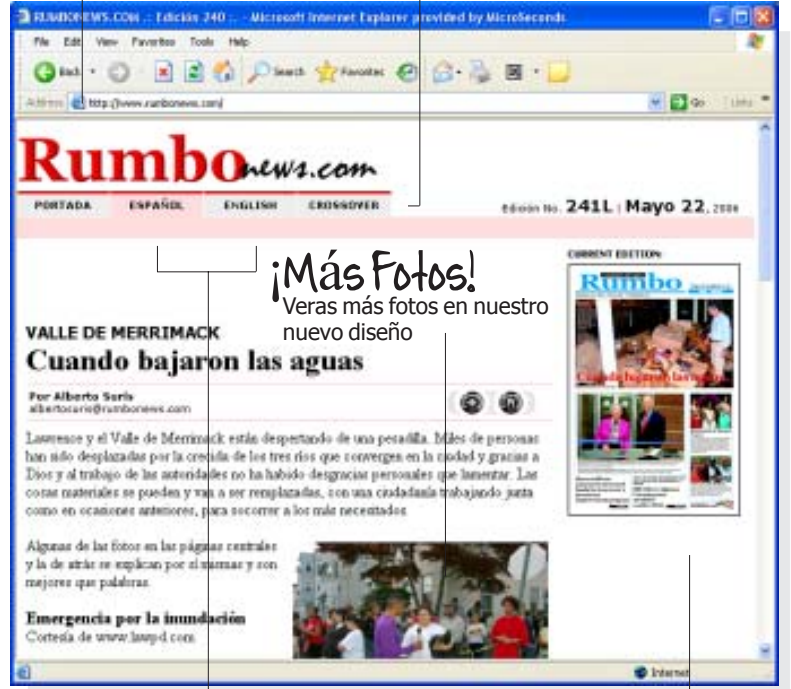 RUMBONEWS.COM .: Edición 240 :. - Microsoft Internet Explorer provided by MicroSeconds
File Edit View Favorites Tools Help
Back Search Favorites
Address http://www.rumbonews.com/ Go Links
Rumbonews.com
PORTADA ESPAÑOL ENGLISH CROSSOVER
Edición No. 241L | Mayo 22, 2006
CURRENT EDITION:
Rumbo
Cuando bajaron las aguas
¡Más Fotos!
Veras más fotos en nuestro
nuevo diseño
VALLE DE MERRIMACK
Cuando bajaron las aguas
Por Alberto Suris
albertosuris@rumbonews.com
Lawrence y el Valle de Merrimack están despertando de una pesadilla. Miles de personas
han sido desplazadas por la crecida de los tres ríos que convergen en la ciudad y gracias a
Dios y al trabajo de las autoridades no ha habido desgracias personales que lamentar. Las
cosas materiales se pueden y van a ser remplazadas, con una ciudadanía trabajando junta
como en ocasiones anteriores, para socorrer a los más necesitados.
Algunas de las fotos en las páginas centrales
y la de atrás se explican por sí mismas y son
mejores que palabras.
Emergencia por la inundación
Cortesía de www.lawpd.com
Internet